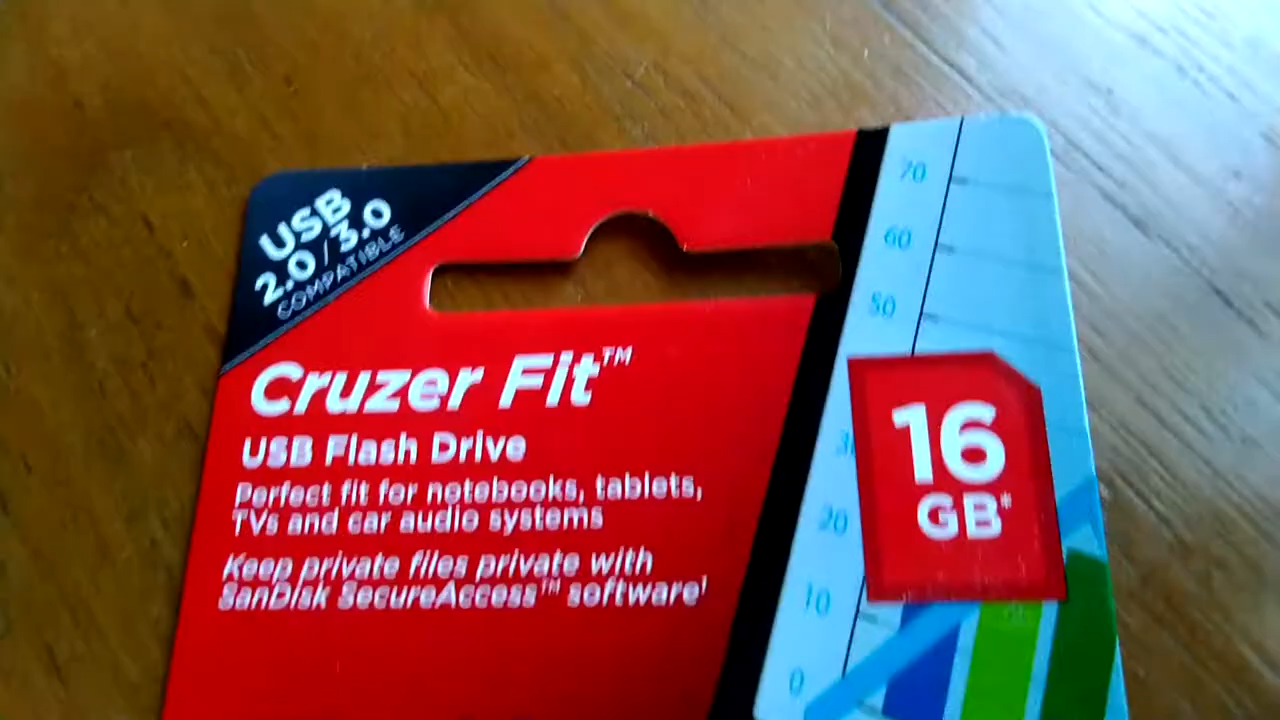 USB
2.0 / 3.0
COMPATIBLE
Cruzer Fit™
USB Flash Drive
Perfect fit for notebooks, tablets,
TVs and car audio systems
Keep private files private with
SanDisk SecureAccess™ software¹
70
60
50
16
GB*
20
10
0